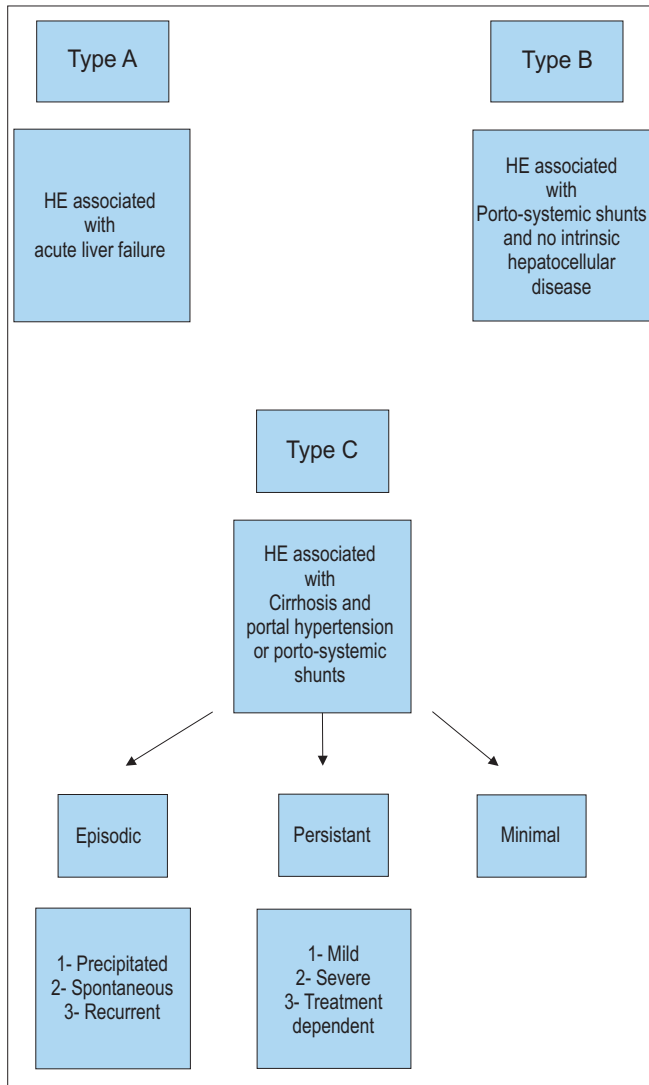 Type A
Type B
HE associated
with
acute liver failure
HE associated
with
Porto-systemic shunts
and no intrinsic
hepatocellular
disease
Type C
HE associated
with
Cirrhosis and
portal hypertension
or porto-systemic
shunts
Episodic
Persistant
Minimal
1- Precipitated
2- Spontaneous
3- Recurrent
1- Mild
2- Severe
3- Treatment
dependent